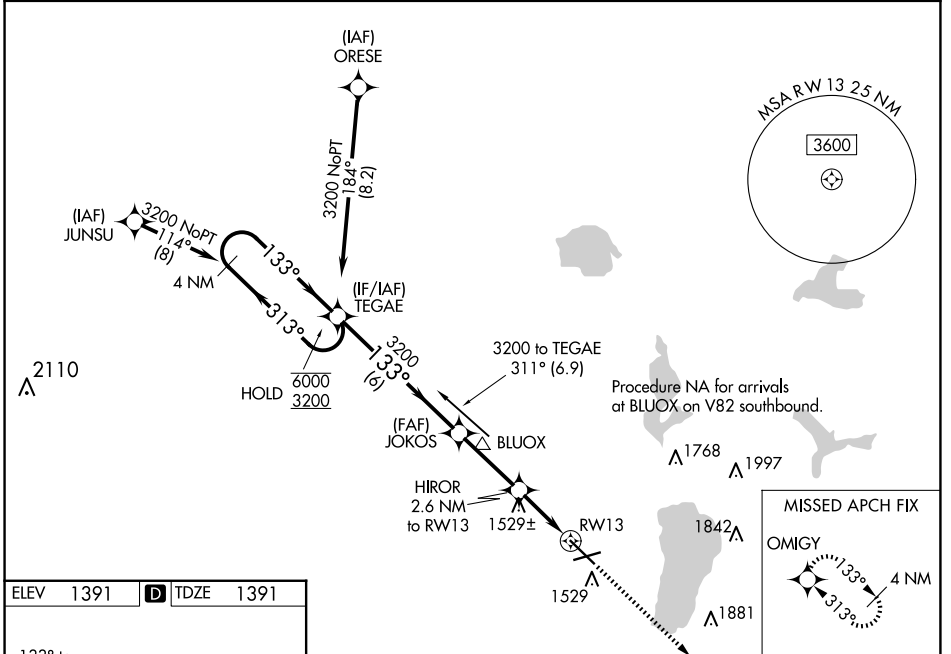 (IAF)
ORESE
MSA RW 13 25 NM
3600
3200 NoPT
184°
(8.2)
(IAF)
JUNSU
3200 NoPT
114°
(8)
4 NM
133°
313°
(IF/IAF)
TEGAE
HOLD
6000
3200
3200
133°
(6)
3200 to TEGAE
311° (6.9)
2110
Procedure NA for arrivals
at BLUOX on V82 southbound.
(FAF)
JOKOS
BLUOX
1768
1997
HIROR
2.6 NM
to RW13
1529±
RW13
1842
1529
1881
MISSED APCH FIX
OMIGY
133°
313°
4 NM
ELEV 1391 D TDZE 1391